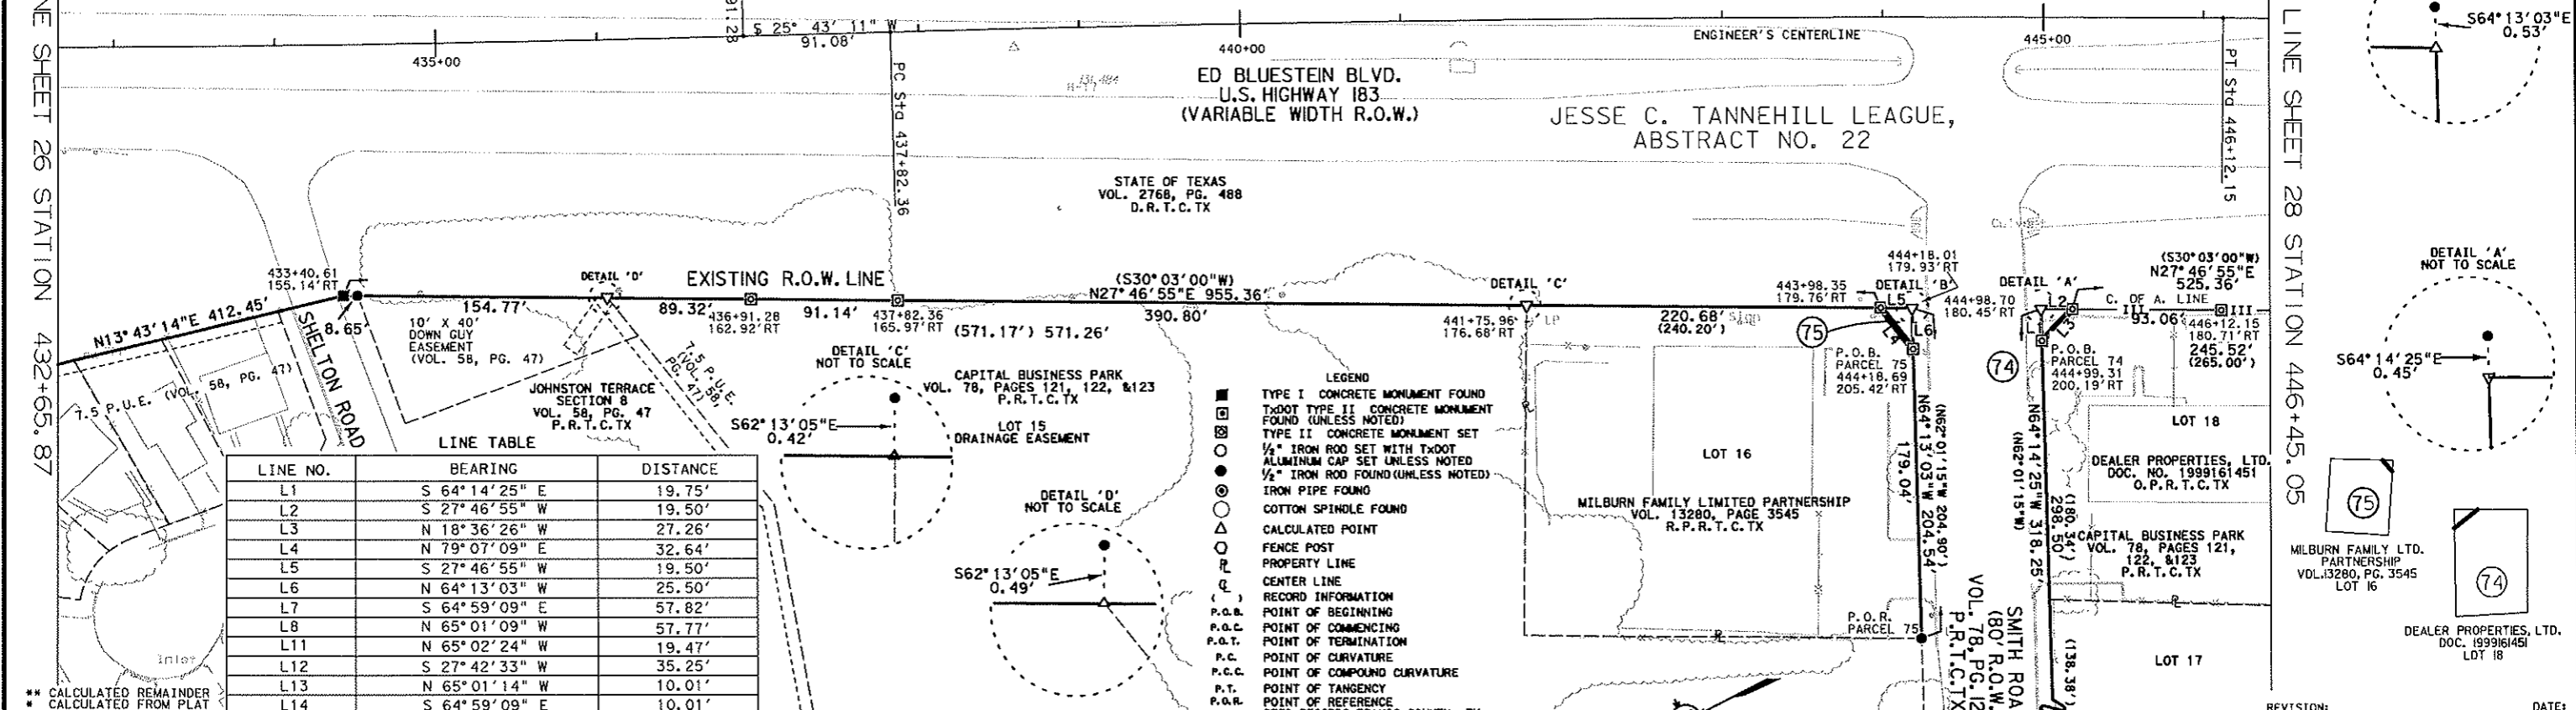 LINE SHEET 26 STATION 432+65.87
91.28
S 25° 43' 11" W
91.08'
435+00
440+00
ENGINEER'S CENTERLINE
445+00
PC Sta 437+82.36
PT Sta 446+12.15
ED BLUESTEIN BLVD.
U.S. HIGHWAY 183
(VARIABLE WIDTH R.O.W.)
JESSE C. TANNEHILL LEAGUE,
ABSTRACT NO. 22
STATE OF TEXAS
VOL. 2768, PG. 488
D.R.T.C.TX
LINE SHEET 28 STATION 446+45.05
S64°13'03"E
0.53'
433+40.61
155.14'RT
N13°43'14"E 412.45'
8.65'
SHELTON ROAD
154.77'
10' X 40'
DOWN GUY
EASEMENT
(VOL. 58, PG. 47)
DETAIL 'D'
EXISTING R.O.W. LINE
89.32'
436+91.28
162.92'RT
91.14'
437+82.36
165.97'RT
(571.17') 571.26'
(S30°03'00"W)
N27°46'55"E 955.36'
390.80'
DETAIL 'C'
441+75.96
176.68'RT
LP
220.68'
(240.20')
Sign
443+98.35
179.76'RT
444+18.01
179.93'RT
DETAIL 'B'
L5
L6
L4
75
P.O.B.
PARCEL 75
444+18.69
205.42'RT
DETAIL 'A'
444+98.70
180.45'RT
L2
L1
L3
74
P.O.B.
PARCEL 74
444+99.31
200.19'RT
(S30°03'00"W)
N27°46'55"E
525.36'
C. OF A. LINE
93.06'
446+12.15
180.71'RT
245.52'
(265.00')
7.5 P.U.E. (VOL. 58, PG. 47)
7.5 P.U.E.
(VOL. 58,
PG. 47)
JOHNSTON TERRACE
SECTION 8
VOL. 58, PG. 47
P.R.T.C.TX
DETAIL 'C'
NOT TO SCALE
S62°13'05"E
0.42'
CAPITAL BUSINESS PARK
VOL. 78, PAGES 121, 122, &123
P.R.T.C.TX
LOT 15
DRAINAGE EASEMENT
DETAIL 'D'
NOT TO SCALE
S62°13'05"E
0.49'
LINE TABLE
LINE NO. BEARING DISTANCE
L1 S 64°14'25" E 19.75'
L2 S 27°46'55" W 19.50'
L3 N 18°36'26" W 27.26'
L4 N 79°07'09" E 32.64'
L5 S 27°46'55" W 19.50'
L6 N 64°13'03" W 25.50'
L7 S 64°59'09" E 57.82'
L8 N 65°01'09" W 57.77'
L11 N 65°02'24" W 19.47'
L12 S 27°42'33" W 35.25'
L13 N 65°01'14" W 10.01'
L14 S 64°59'09" E 10.01'
Inlet
** CALCULATED REMAINDER
* CALCULATED FROM PLAT
LEGEND
TYPE I CONCRETE MONUMENT FOUND
TxDOT TYPE II CONCRETE MONUMENT
FOUND (UNLESS NOTED)
TYPE II CONCRETE MONUMENT SET
1/2" IRON ROD SET WITH TxDOT
ALUMINUM CAP SET UNLESS NOTED
1/2" IRON ROD FOUND(UNLESS NOTED)
IRON PIPE FOUND
COTTON SPINDLE FOUND
CALCULATED POINT
FENCE POST
PROPERTY LINE
CENTER LINE
( ) RECORD INFORMATION
P.O.B. POINT OF BEGINNING
P.O.C. POINT OF COMMENCING
P.O.T. POINT OF TERMINATION
P.C. POINT OF CURVATURE
P.C.C. POINT OF COMPOUND CURVATURE
P.T. POINT OF TANGENCY
P.O.R. POINT OF REFERENCE
LOT 16
MILBURN FAMILY LIMITED PARTNERSHIP
VOL. 13280, PAGE 3545
R.P.R.T.C.TX
179.04'
N64°13'03"W 204.54'
(N62°01'15"W 204.90')
P.O.R.
PARCEL 75
VOL. 78, PG.12
P.R.T.C.TX
SMITH ROA
(80' R.O.W.
(N62°01'15"W)
N64°14'25"W 318.25'
298.50'
(180.34')
(138.38')
LOT 18
DEALER PROPERTIES, LTD.
DOC. NO. 1999161451
O.P.R.T.C.TX
CAPITAL BUSINESS PARK
VOL. 78, PAGES 121,
122, &123
P.R.T.C.TX
LOT 17
DETAIL 'A'
NOT TO SCALE
S64°14'25"E
0.45'
75
MILBURN FAMILY LTD.
PARTNERSHIP
VOL.13280, PG. 3545
LOT 16
74
DEALER PROPERTIES, LTD.
DOC. 1999161451
LOT 18
REVISION:
DATE: